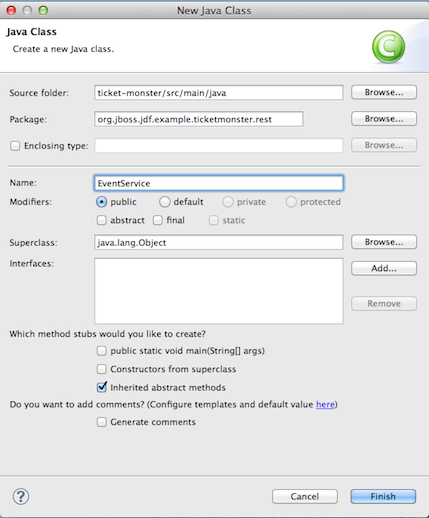 New Java Class
Java Class
Create a new Java class.
C
Source folder: ticket-monster/src/main/java Browse...
Package: org.jboss.jdf.example.ticketmonster.rest Browse...
Enclosing type: Browse...
Name: EventService
Modifiers: public default private protected
abstract final static
Superclass: java.lang.Object Browse...
Interfaces: Add...
Remove
Which method stubs would you like to create?
public static void main(String[] args)
Constructors from superclass
Inherited abstract methods
Do you want to add comments? (Configure templates and default value here)
Generate comments
? Cancel Finish